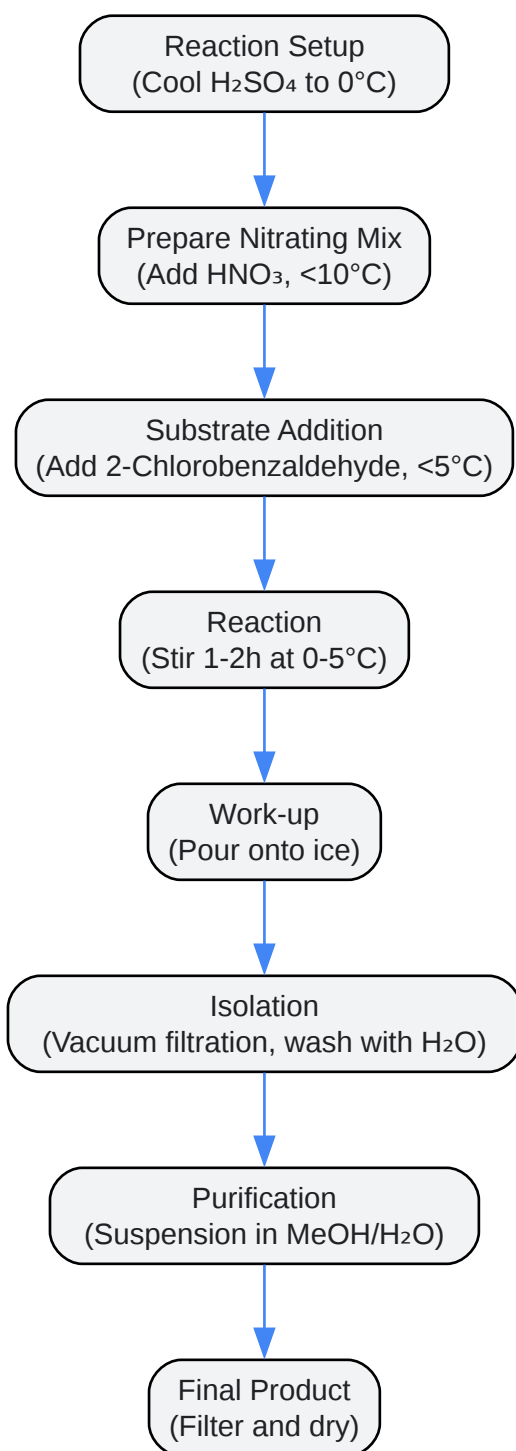 Reaction Setup
(Cool H₂SO₄ to 0°C)
Prepare Nitrating Mix
(Add HNO₃, <10°C)
Substrate Addition
(Add 2-Chlorobenzaldehyde, <5°C)
Reaction
(Stir 1-2h at 0-5°C)
Work-up
(Pour onto ice)
Isolation
(Vacuum filtration, wash with H₂O)
Purification
(Suspension in MeOH/H₂O)
Final Product
(Filter and dry)